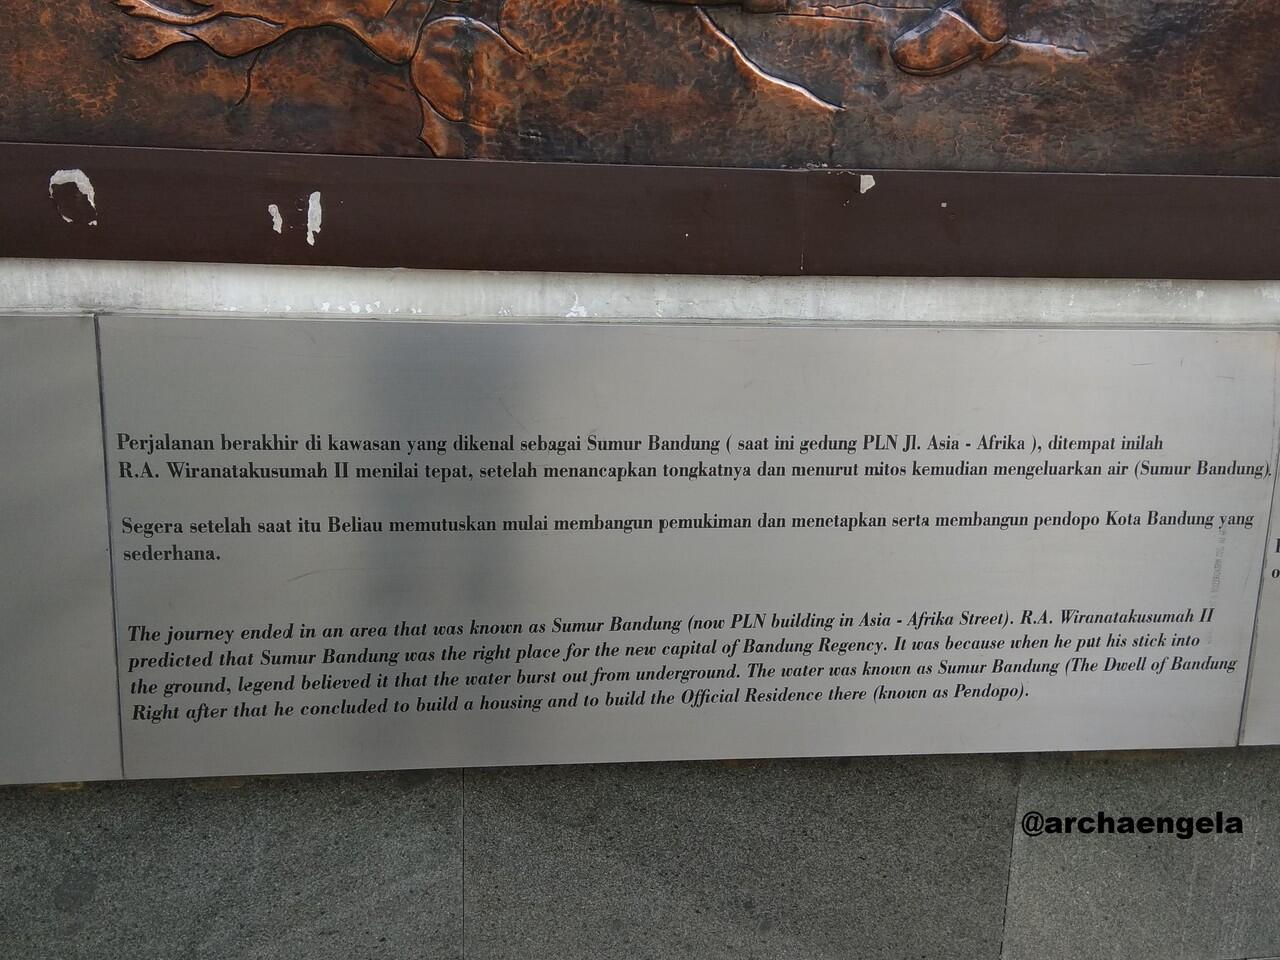 Perjalanan berakhir di kawasan yang dikenal sebagai Sumur Bandung ( saat ini gedung PLN Jl. Asia - Afrika ), ditempat inilah
R.A. Wiranatakusumah II menilai tepat, setelah menancapkan tongkatnya dan menurut mitos kemudian mengeluarkan air (Sumur Bandung).
Segera setelah saat itu Beliau memutuskan mulai membangun pemukiman dan menetapkan serta membangun pendopo Kota Bandung yang
sederhana.
The journey ended in an area that was known as Sumur Bandung (now PLN building in Asia - Afrika Street). R.A. Wiranatakusumah II
predicted that Sumur Bandung was the right place for the new capital of Bandung Regency. It was because when he put his stick into
the ground, legend believed it that the water burst out from underground. The water was known as Sumur Bandung (The Dwell of Bandung
Right after that he concluded to build a housing and to build the Official Residence there (known as Pendopo).
@archaengela